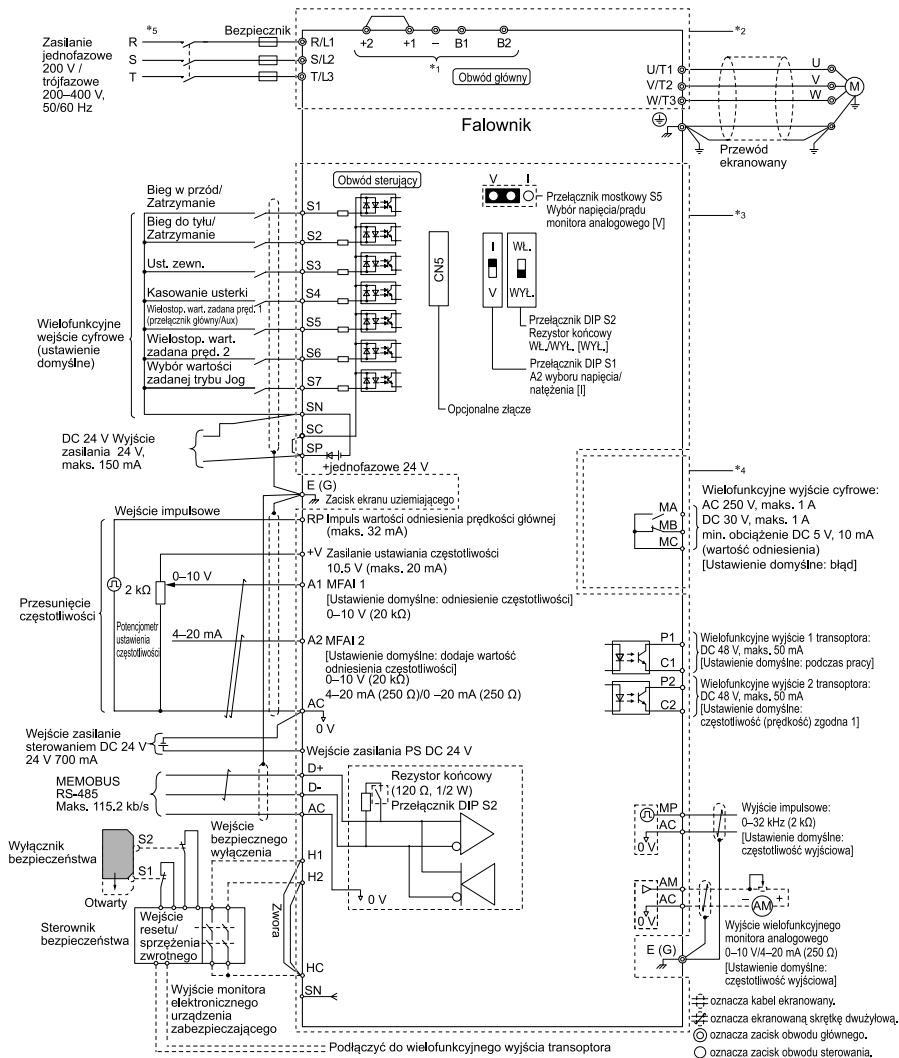 *5
Bezpiecznik
Zasilanie
jednofazowe
200 V /
trójfazowe
200–400 V,
50/60 Hz
R
S
T
R/L1
S/L2
T/L3
+2
+1
–
B1
B2
*1
Obwód główny
*2
U/T1
V/T2
W/T3
U
V
W
M
Falownik
Przewód
ekranowany
Obwód sterujący
V I
Przełącznik mostkowy S5
Wybór napięcia/prądu
monitora analogowego [V]
*3
Bieg w przód/
Zatrzymanie
S1
Bieg do tyłu/
Zatrzymanie
S2
Ust. zewn.
S3
Kasowanie usterki
S4
Wielostop. wart. zadana pręd. 1
(przełącznik główny/Aux)
S5
Wielostop. wart.
zadana pręd. 2
S6
Wybór wartości
zadanej trybu Jog
S7
Wielofunkcyjne
wejście cyfrowe
(ustawienie
domyślne)
CN5
I
V
WŁ.
WYŁ.
Przełącznik DIP S2
Rezystor końcowy
WŁ./WYŁ. [WYŁ.]
Przełącznik DIP S1
A2 wyboru napięcia/
natężenia [I]
Opcjonalne złącze
SN
SC
SP
DC 24 V Wyjście
zasilania 24 V,
maks. 150 mA
+jednofazowe 24 V
E (G)
Zacisk ekranu uziemiającego
*4
MA
MB
MC
Wielofunkcyjne wyjście cyfrowe:
AC 250 V, maks. 1 A
DC 30 V, maks. 1 A
min. obciążenie DC 5 V, 10 mA
(wartość odniesienia)
[Ustawienie domyślne: błąd]
Wejście impulsowe
RP Impuls wartości odniesienia prędkości głównej
(maks. 32 mA)
+V Zasilanie ustawiania częstotliwości
10.5 V (maks. 20 mA)
0–10 V
2 kΩ
A1 MFAI 1
[Ustawienie domyślne: odniesienie częstotliwości]
0–10 V (20 kΩ)
Przesunięcie
częstotliwości
Potencjometr
ustawienia
częstotliwości
4–20 mA
A2 MFAI 2
[Ustawienie domyślne: dodaje wartość
odniesienia częstotliwości]
0–10 V (20 kΩ)
4–20 mA (250 Ω)/0 –20 mA (250 Ω)
AC
0 V
P1
C1
Wielofunkcyjne wyjście 1 transoptora:
DC 48 V, maks. 50 mA
[Ustawienie domyślne: podczas pracy]
P2
C2
Wielofunkcyjne wyjście 2 transoptora:
DC 48 V, maks. 50 mA
[Ustawienie
domyślne:
częstotliwość (prędkość) zgodna 1]
Wejście zasilanie
sterowaniem DC 24 V
24 V 700 mA
Wejście zasilania PS DC 24 V
MEMOBUS
RS-485
Maks. 115.2 kb/s
D+
D-
AC
Rezystor końcowy
(120 Ω, 1/2 W)
Przełącznik DIP S2
0 V
MP
AC
0 V
Wyjście impulsowe:
0–32 kHz (2 kΩ)
[Ustawienie domyślne:
częstotliwość wyjściowa]
Wyłącznik
bezpieczeństwa
S2
S1
Otwarty
Wejście
bezpiecznego
wyłączenia
H1
H2
Zwora
HC
SN
Sterownik
bezpieczeństwa
Wejście
resetu/
sprzężenia
zwrotnego
Wyjście monitora
elektronicznego
urządzenia
zabezpieczającego
AM
AC
0 V
– AM +
Wyjście wielofunkcyjnego
monitora analogowego
0–10 V/4–20 mA (250 Ω)
[Ustawienie domyślne:
częstotliwość wyjściowa]
E (G)
Podłączyć do wielofunkcyjnego wyjścia transoptora
oznacza kabel ekranowany.
oznacza ekranowaną skrętkę dwużyłową.
oznacza zacisk obwodu głównego.
oznacza zacisk obwodu sterowania.